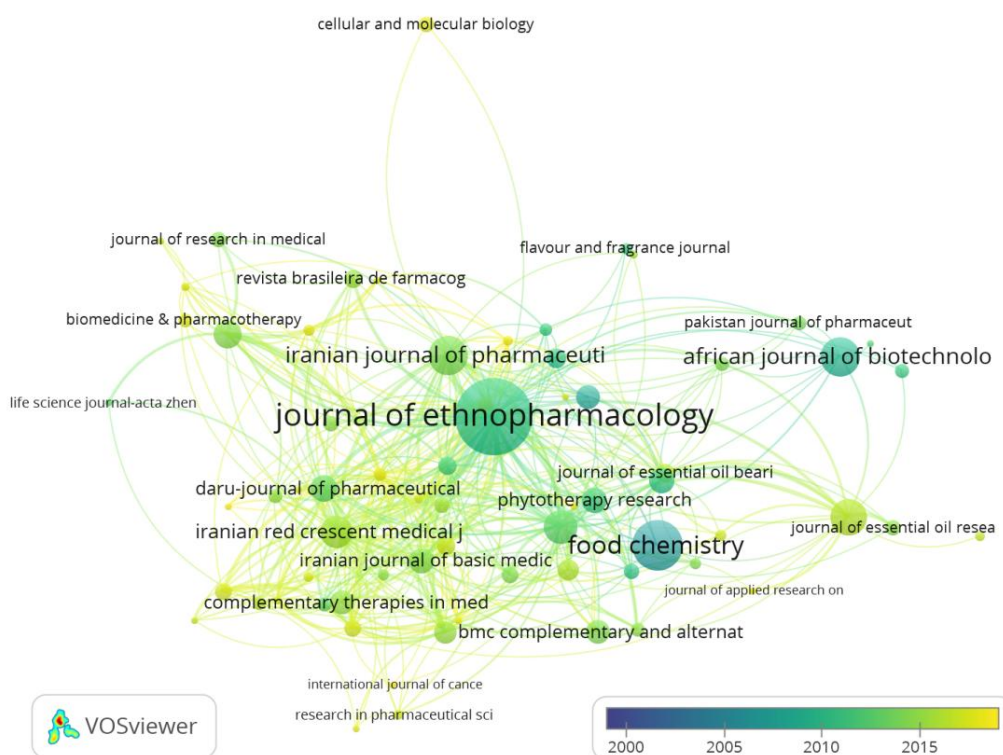 cellular and molecular biology
journal of research in medical
flavour and fragrance journal
revista brasileira de farmacog
biomedicine & pharmacotherapy
pakistan journal of pharmaceut
iranian journal of pharmaceuti
african journal of biotechnolo
life science journal-acta zhen
journal of ethnopharmacology
journal of essential oil beari
daru-journal of pharmaceutical
phytotherapy research
iranian red crescent medical j
journal of essential oil resea
food chemistry
iranian journal of basic medic
journal of applied research on
complementary therapies in med
bmc complementary and alternat
international journal of cance
research in pharmaceutical sci
VOSviewer
2000 2005 2010 2015